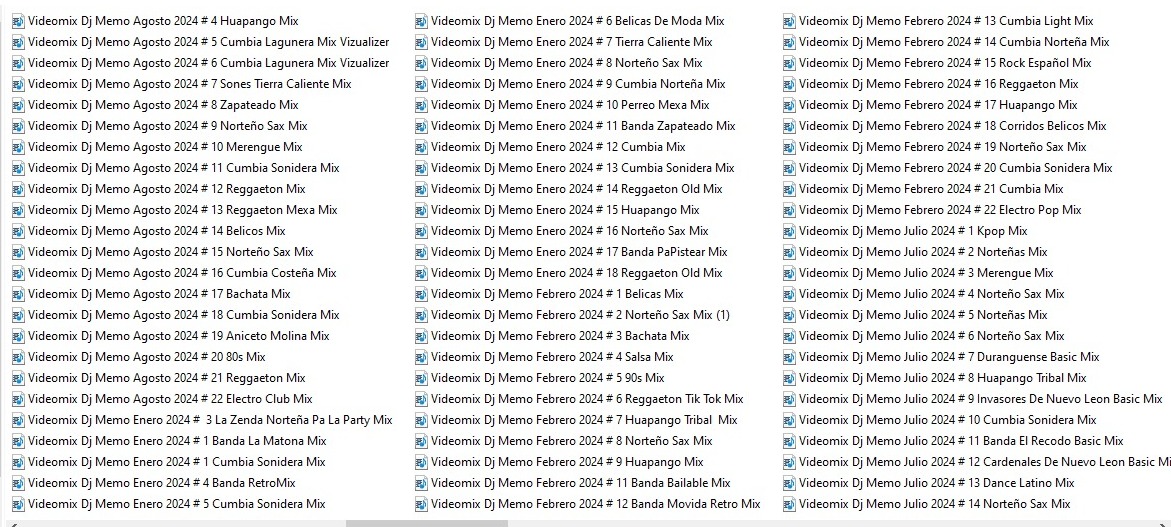 Videomix Dj Memo Agosto 2024 # 4 Huapango Mix
Videomix Dj Memo Agosto 2024 # 5 Cumbia Lagunera Mix Vizualizer
Videomix Dj Memo Agosto 2024 # 6 Cumbia Lagunera Mix Vizualizer
Videomix Dj Memo Agosto 2024 # 7 Sones Tierra Caliente Mix
Videomix Dj Memo Agosto 2024 # 8 Zapateado Mix
Videomix Dj Memo Agosto 2024 # 9 Norteño Sax Mix
Videomix Dj Memo Agosto 2024 # 10 Merengue Mix
Videomix Dj Memo Agosto 2024 # 11 Cumbia Sonidera Mix
Videomix Dj Memo Agosto 2024 # 12 Reggaeton Mix
Videomix Dj Memo Agosto 2024 # 13 Reggaeton Mexa Mix
Videomix Dj Memo Agosto 2024 # 14 Belicos Mix
Videomix Dj Memo Agosto 2024 # 15 Norteño Sax Mix
Videomix Dj Memo Agosto 2024 # 16 Cumbia Costeña Mix
Videomix Dj Memo Agosto 2024 # 17 Bachata Mix
Videomix Dj Memo Agosto 2024 # 18 Cumbia Sonidera Mix
Videomix Dj Memo Agosto 2024 # 19 Aniceto Molina Mix
Videomix Dj Memo Agosto 2024 # 20 80s Mix
Videomix Dj Memo Agosto 2024 # 21 Reggaeton Mix
Videomix Dj Memo Agosto 2024 # 22 Electro Club Mix
Videomix Dj Memo Enero 2024 #  3 La Zenda Norteña Pa La Party Mix
Videomix Dj Memo Enero 2024 # 1 Banda La Matona Mix
Videomix Dj Memo Enero 2024 # 1 Cumbia Sonidera Mix
Videomix Dj Memo Enero 2024 # 4 Banda RetroMix
Videomix Dj Memo Enero 2024 # 5 Cumbia Sonidera Mix
Videomix Dj Memo Enero 2024 # 6 Belicas De Moda Mix
Videomix Dj Memo Enero 2024 # 7 Tierra Caliente Mix
Videomix Dj Memo Enero 2024 # 8 Norteño Sax Mix
Videomix Dj Memo Enero 2024 # 9 Cumbia Norteña Mix
Videomix Dj Memo Enero 2024 # 10 Perreo Mexa Mix
Videomix Dj Memo Enero 2024 # 11 Banda Zapateado Mix
Videomix Dj Memo Enero 2024 # 12 Cumbia Mix
Videomix Dj Memo Enero 2024 # 13 Cumbia Sonidera Mix
Videomix Dj Memo Enero 2024 # 14 Reggaeton Old Mix
Videomix Dj Memo Enero 2024 # 15 Huapango Mix
Videomix Dj Memo Enero 2024 # 16 Norteño Sax Mix
Videomix Dj Memo Enero 2024 # 17 Banda PaPistear Mix
Videomix Dj Memo Enero 2024 # 18 Reggaeton Old Mix
Videomix Dj Memo Febrero 2024 # 1 Belicas Mix
Videomix Dj Memo Febrero 2024 # 2 Norteño Sax Mix (1)
Videomix Dj Memo Febrero 2024 # 3 Bachata Mix
Videomix Dj Memo Febrero 2024 # 4 Salsa Mix
Videomix Dj Memo Febrero 2024 # 5 90s Mix
Videomix Dj Memo Febrero 2024 # 6 Reggaeton Tik Tok Mix
Videomix Dj Memo Febrero 2024 # 7 Huapango Tribal  Mix
Videomix Dj Memo Febrero 2024 # 8 Norteño Sax Mix
Videomix Dj Memo Febrero 2024 # 9 Huapango Mix
Videomix Dj Memo Febrero 2024 # 11 Banda Bailable Mix
Videomix Dj Memo Febrero 2024 # 12 Banda Movida Retro Mix
Videomix Dj Memo Febrero 2024 # 13 Cumbia Light Mix
Videomix Dj Memo Febrero 2024 # 14 Cumbia Norteña Mix
Videomix Dj Memo Febrero 2024 # 15 Rock Español Mix
Videomix Dj Memo Febrero 2024 # 16 Reggaeton Mix
Videomix Dj Memo Febrero 2024 # 17 Huapango Mix
Videomix Dj Memo Febrero 2024 # 18 Corridos Belicos Mix
Videomix Dj Memo Febrero 2024 # 19 Norteño Sax Mix
Videomix Dj Memo Febrero 2024 # 20 Cumbia Sonidera Mix
Videomix Dj Memo Febrero 2024 # 21 Cumbia Mix
Videomix Dj Memo Febrero 2024 # 22 Electro Pop Mix
Videomix Dj Memo Julio 2024 # 1 Kpop Mix
Videomix Dj Memo Julio 2024 # 2 Norteñas Mix
Videomix Dj Memo Julio 2024 # 3 Merengue Mix
Videomix Dj Memo Julio 2024 # 4 Norteño Sax Mix
Videomix Dj Memo Julio 2024 # 5 Norteñas Mix
Videomix Dj Memo Julio 2024 # 6 Norteño Sax Mix
Videomix Dj Memo Julio 2024 # 7 Duranguense Basic Mix
Videomix Dj Memo Julio 2024 # 8 Huapango Tribal Mix
Videomix Dj Memo Julio 2024 # 9 Invasores De Nuevo Leon Basic Mix
Videomix Dj Memo Julio 2024 # 10 Cumbia Sonidera Mix
Videomix Dj Memo Julio 2024 # 11 Banda El Recodo Basic Mix
Videomix Dj Memo Julio 2024 # 12 Cardenales De Nuevo Leon Basic Mi
Videomix Dj Memo Julio 2024 # 13 Dance Latino Mix
Videomix Dj Memo Julio 2024 # 14 Norteño Sax Mix